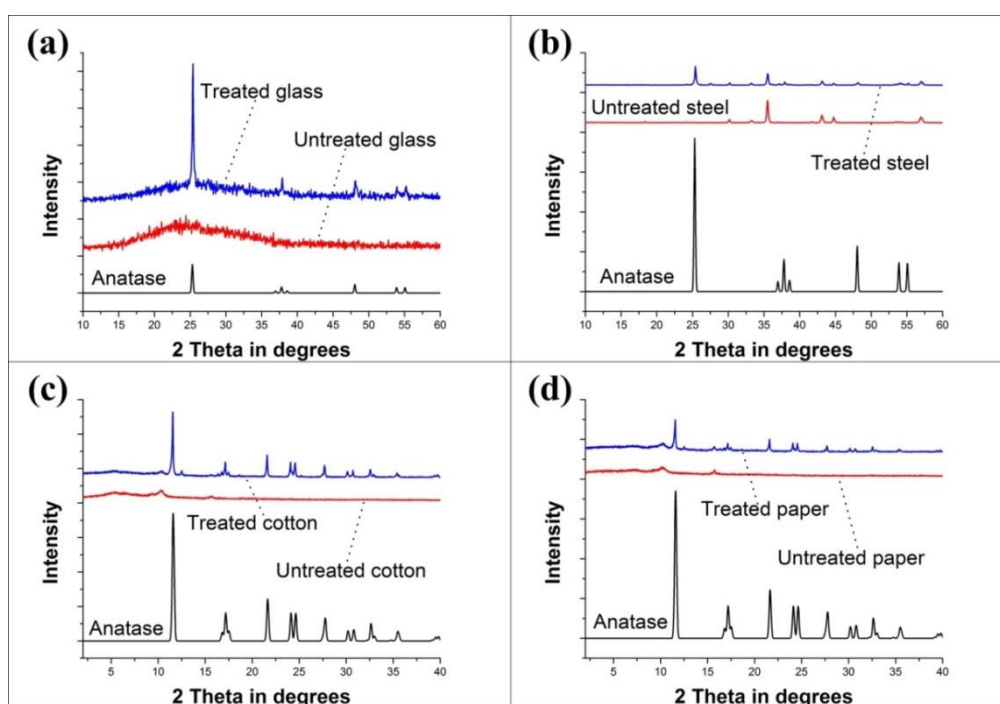 (a)
Treated glass
Untreated glass
Anatase
Intensity
10 15 20 25 30 35 40 45 50 55 60
2 Theta in degrees
(b)
Untreated steel
Treated steel
Anatase
Intensity
10 15 20 25 30 35 40 45 50 55 60
2 Theta in degrees
(c)
Treated cotton
Untreated cotton
Anatase
Intensity
5 10 15 20 25 30 35 40
2 Theta in degrees
(d)
Treated paper
Untreated paper
Anatase
Intensity
5 10 15 20 25 30 35 40
2 Theta in degrees